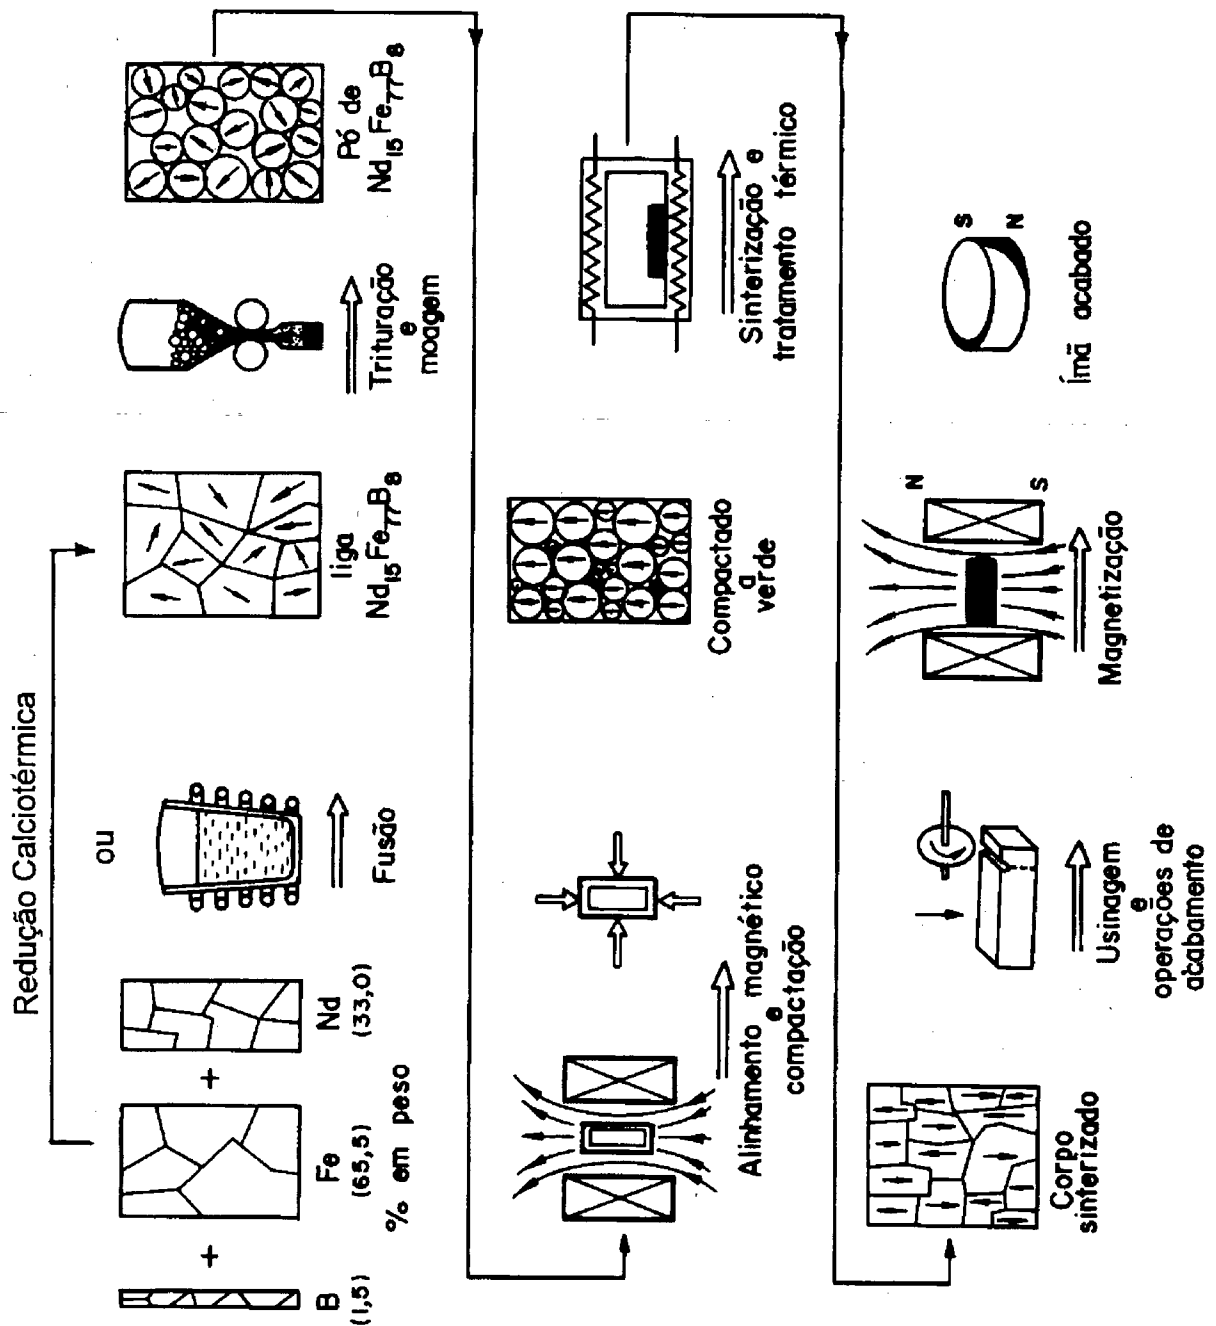 Redução Calciotérmica
ou
B
(1,5)
+
Fe
(65,5)
+
Nd
(33,0)
% em peso
Fusão
liga
Nd15Fe77B8
Trituração
e
moagem
Pó de
Nd15Fe77B8
Alinhamento magnético
e
compactação
Compactado
a
verde
Sinterização e
tratamento térmico
Corpo
sinterizado
Usinagem
e
operações de
acabamento
N
S
Magnetização
S
N
Ímã acabado